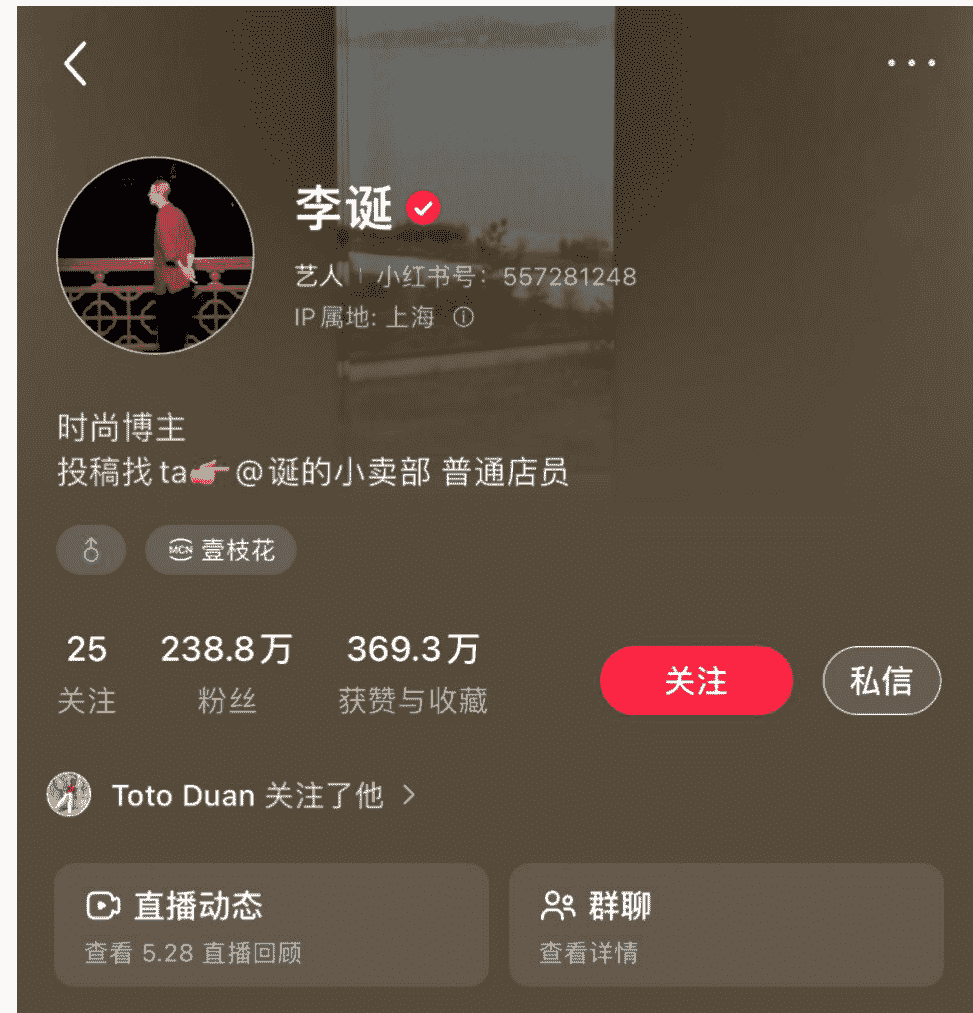 李诞
艺人 | 小红书号：557281248
IP属地: 上海
时尚博主
投稿找 ta👉@诞的小卖部 普通店员
MCN 壹枝花
25 238.8万 369.3万
关注 粉丝 获赞与收藏
关注 私信
Toto Duan 关注了他
直播动态 群聊
查看 5.28 直播回顾 查看详情